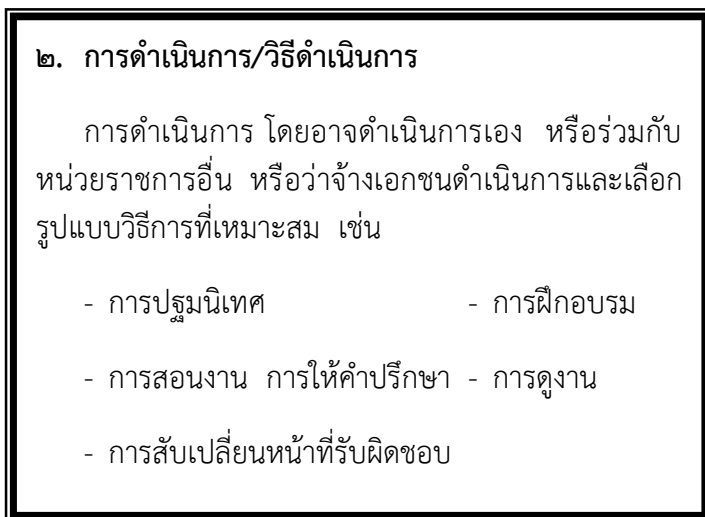 ๒. การดำเนินการ/วิธีดำเนินการ
การดำเนินการ โดยอาจดำเนินการเอง หรือร่วมกับ
หน่วยราชการอื่น หรือว่าจ้างเอกชนดำเนินการและเลือก
รูปแบบวิธีการที่เหมาะสม เช่น
- การปฐมนิเทศ - การฝึกอบรม
- การสอนงาน การให้คำปรึกษา - การดูงาน
- การสับเปลี่ยนหน้าที่รับผิดชอบ